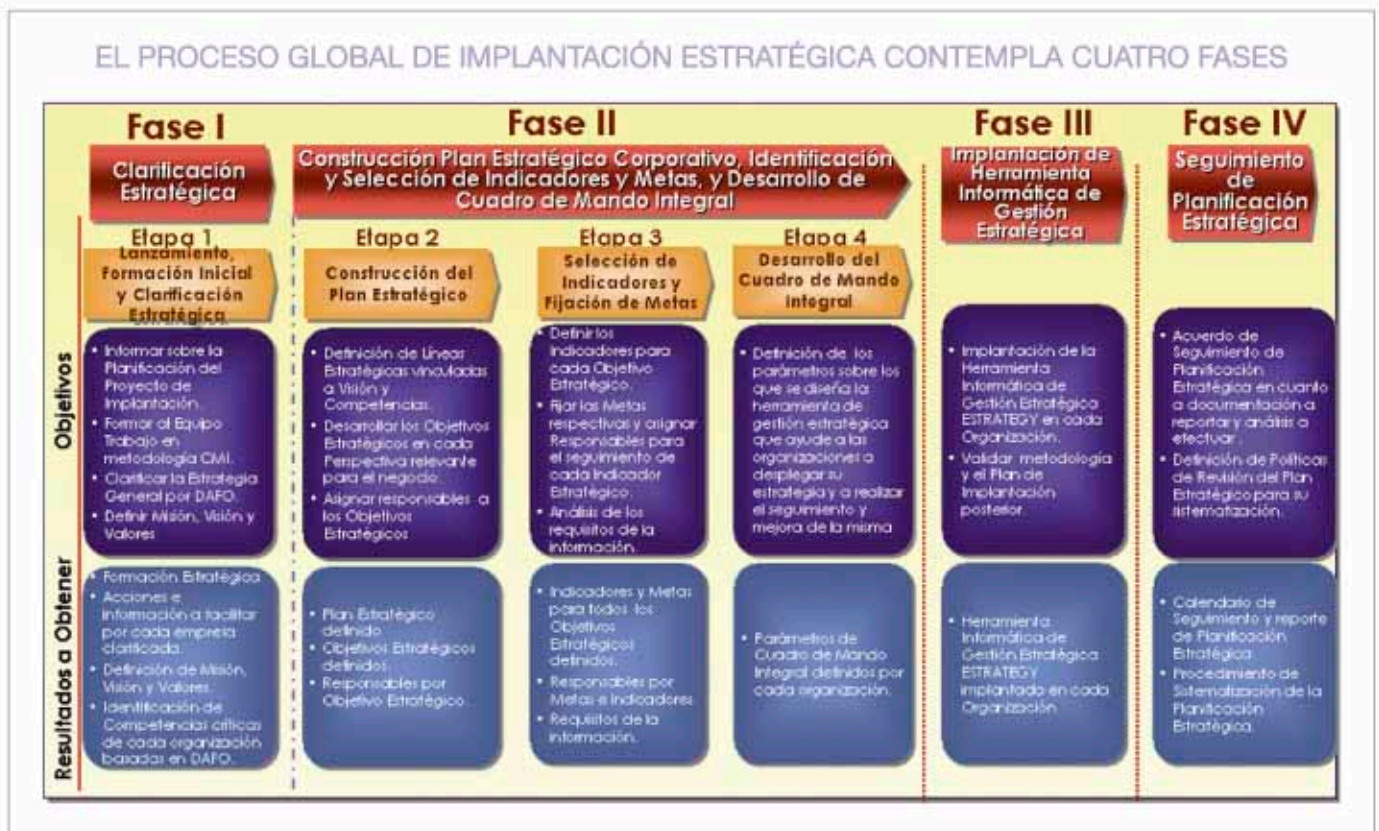 EL PROCESO GLOBAL DE IMPLANTACIÓN ESTRATÉGICA CONTEMPLA CUATRO FASES
Fase I
Clarificación
Estratégica
Fase II
Construcción Plan Estratégico Corporativo, Identificación
y Selección de Indicadores y Metas, y Desarrollo de
Cuadro de Mando Integral
Fase III
Implantación de
Herramienta
Informática de
Gestión
Estratégica
Fase IV
Seguimiento
de
Planificación
Estratégica
Etapa 1
Lanzamiento,
Formación Inicial
y Clarificación
Estratégica
Etapa 2
Construcción del
Plan Estratégico
Etapa 3
Selección de
Indicadores y
Fijación de Metas
Etapa 4
Desarrollo del
Cuadro de Mando
Integral
Objetivos
• Informar sobre la
Planificación del
Proyecto de
Implantación.
• Formar al Equipo
Trabajo en
metodología CMI.
• Clarificar la Estrategia
General por DAFO.
• Definir Misión, Visión y
Valores
• Definición de Líneas
Estratégicas vinculadas
a Visión y
Competencias.
• Desarrollar los Objetivos
Estratégicos en cada
Perspectiva relevante
para el negocio.
• Asignar responsables a
los Objetivos
Estratégicos
• Definir los
Indicadores para
cada Objetivo
Estratégico.
• Fijar las Metas
respectivas y asignar
Responsables para
el seguimiento de
cada Indicador
Estratégico.
• Análisis de los
requisitos de la
información.
• Definición de los
parámetros sobre los
que se diseña la
herramienta de
gestión estratégica
que ayude a las
organizaciones a
desplegar su
estrategia y a realizar
el seguimiento y
mejora de la misma
• Implantación de la
Herramienta
Informática de
Gestión Estratégica
ESTRATEGY en cada
Organización.
• Validar metodología
y el Plan de
Implantación
posterior.
• Acuerdo de
Seguimiento de
Planificación
Estratégica en cuanto
a documentación a
reportar y análisis a
efectuar.
• Definición de Políticas
de Revisión del Plan
Estratégico para su
sistematización.
Resultados a Obtener
• Formación Estratégica
• Acciones e
información a facilitar
por cada empresa
clarificada.
• Definición de Misión,
Visión y Valores.
• Identificación de
Competencias críticas
de cada organización
basadas en DAFO.
• Plan Estratégico
definido
• Objetivos Estratégicos
definidos.
• Responsables por
Objetivo Estratégico
• Indicadores y Metas
para todos los
Objetivos
Estratégicos
definidos.
• Responsables por
Metas e Indicadores
• Requisitos de la
información.
• Parámetros de
Cuadro de Mando
Integral definidos por
cada organización.
• Herramienta
Informática de
Gestión Estratégica
ESTRATEGY
implantada en cada
Organización
• Calendario de
Seguimiento y reporte
de Planificación
Estratégica
• Procedimiento de
Sistematización de la
Planificación
Estratégica.